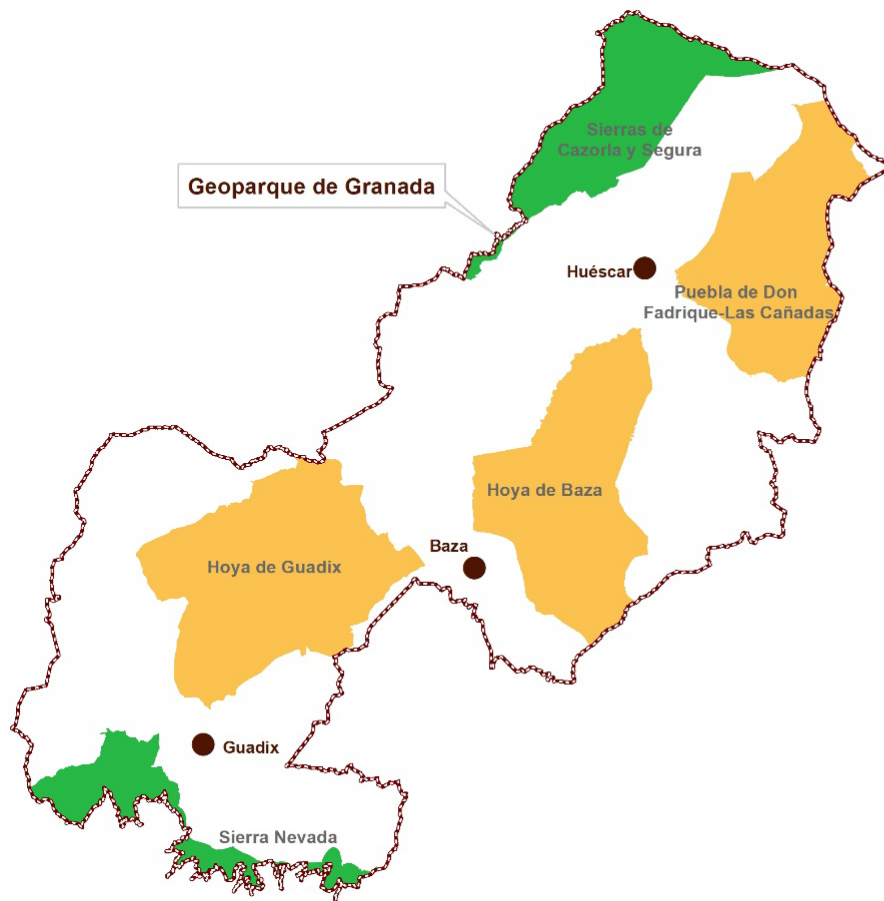 Sierras de
Cazorla y Segura
Geoparque de Granada
Huéscar
Puebla de Don
Fadrique-Las Cañadas
Hoya de Baza
Baza
Hoya de Guadix
Guadix
Sierra Nevada